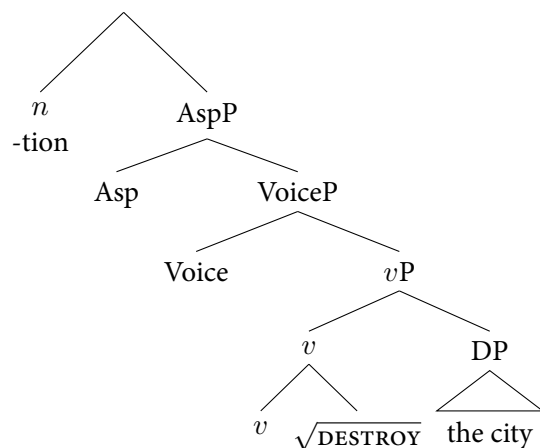 n AspP
-tion
Asp VoiceP
Voice vP
v DP
v √DESTROY the city